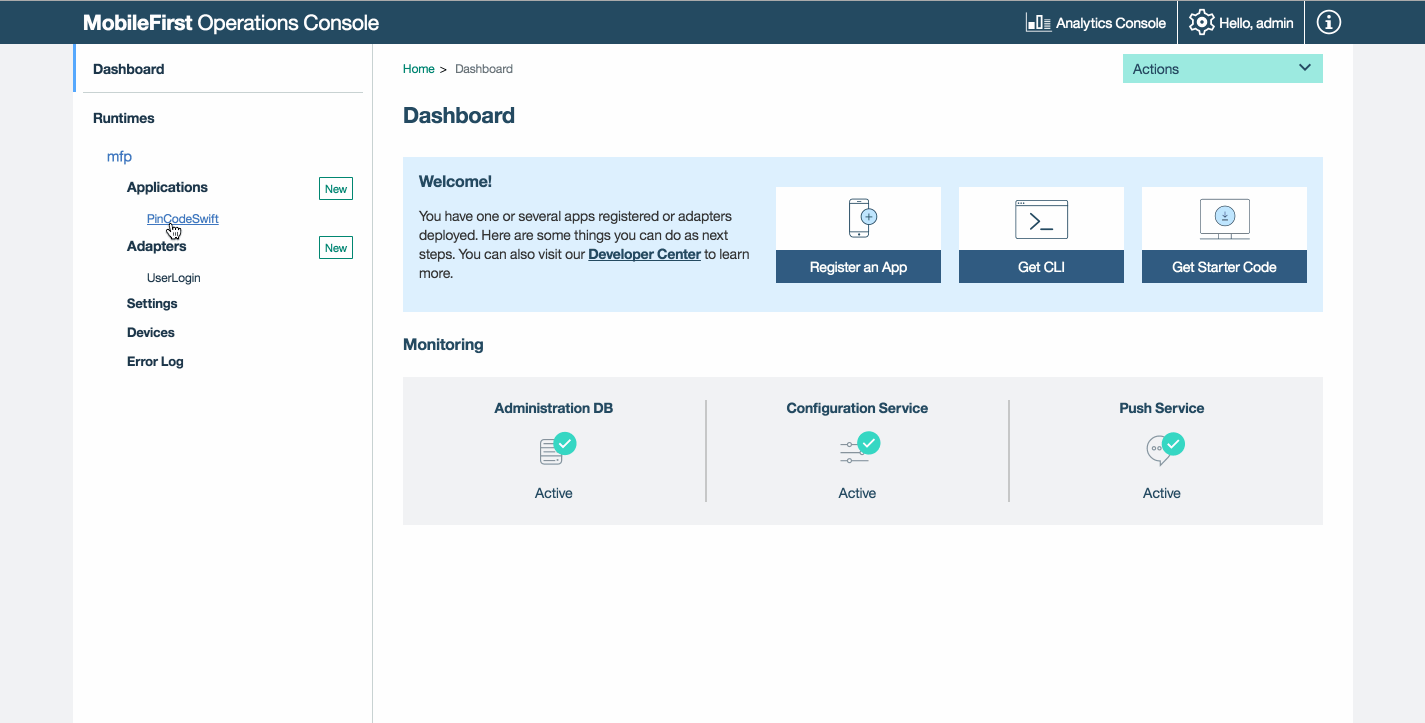 MobileFirst Operations Console
Analytics Console
Hello, admin
Dashboard
Runtimes
mfp
Applications
New
PinCodeSwift
Adapters
New
UserLogin
Settings
Devices
Error Log
Home > Dashboard
Actions
Dashboard
Welcome!
You have one or several apps registered or adapters
deployed. Here are some things you can do as next
steps. You can also visit our Developer Center to learn
more.
Register an App
Get CLI
Get Starter Code
Monitoring
Administration DB
Active
Configuration Service
Active
Push Service
Active